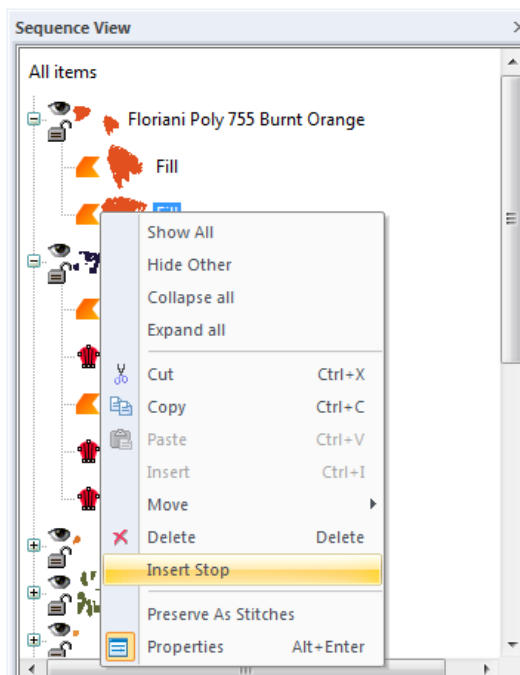 Sequence View
All items
Floriani Poly 755 Burnt Orange
Fill
Fill
Show All
Hide Other
Collapse all
Expand all
Cut Ctrl+X
Copy Ctrl+C
Paste Ctrl+V
Insert Ctrl+I
Move
Delete Delete
Insert Stop
Preserve As Stitches
Properties Alt+Enter